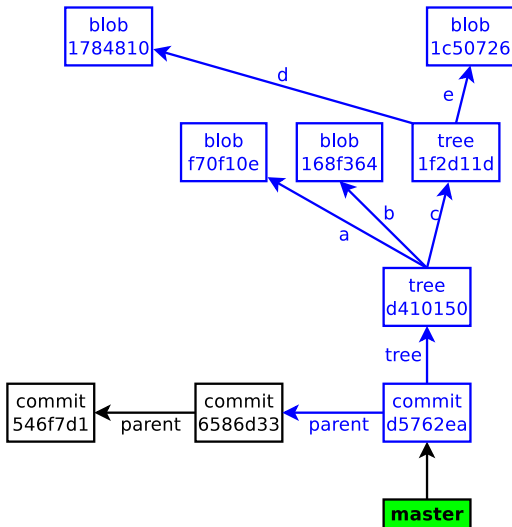 blob
1784810
blob
1c50726
d
e
blob
f70f10e
blob
168f364
tree
1f2d11d
a
b
c
tree
d410150
tree
commit
546f7d1
parent
commit
6586d33
parent
commit
d5762ea
master